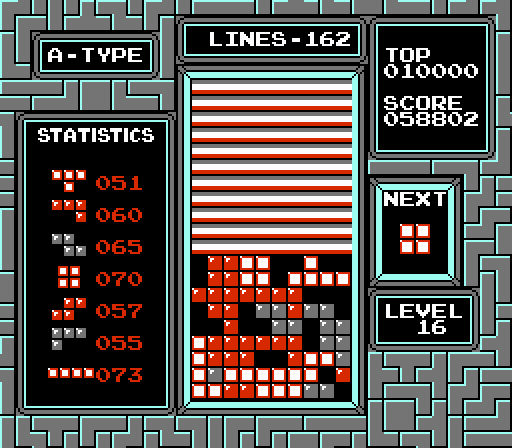 LINES-162
A-TYPE
TOP
010000
SCORE
058802
STATISTICS
051
060
065
070
057
055
073
NEXT
LEVEL
16